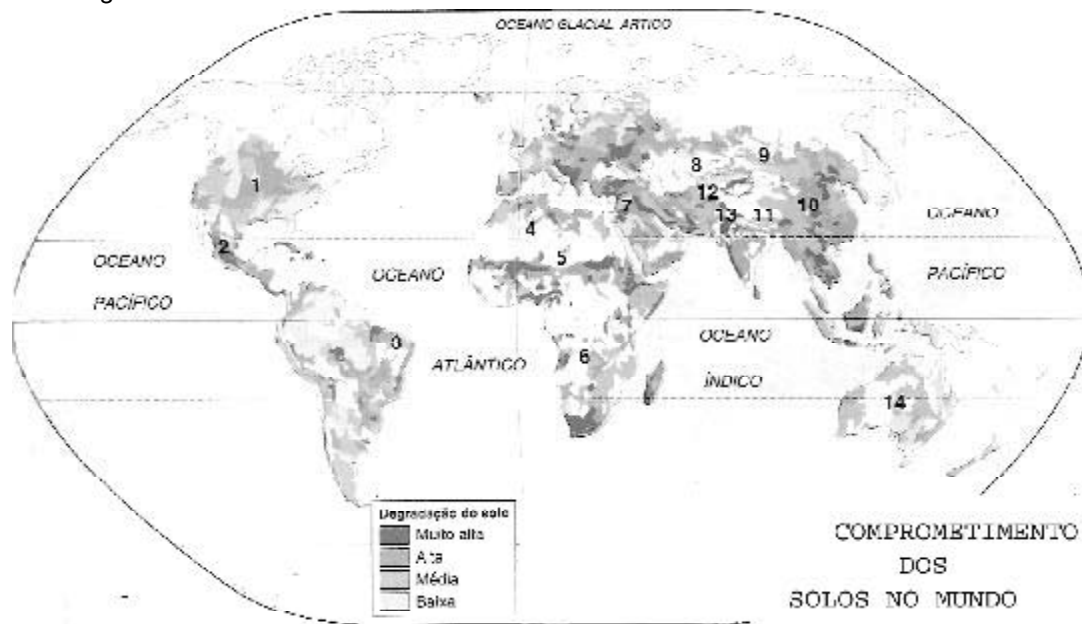 OCEANO GLACIAL ÁRTICO
1
8
9
12
10
2
4
7
13
11
OCEANO
OCEANO
OCEANO
5
PACÍFICO
PACÍFICO
3
ATLÂNTICO
6
OCEANO
ÍNDICO
14
Degradação do solo
Muito alta
Alta
Média
Baixa
COMPROMETIMENTO
DOS
SOLOS NO MUNDO